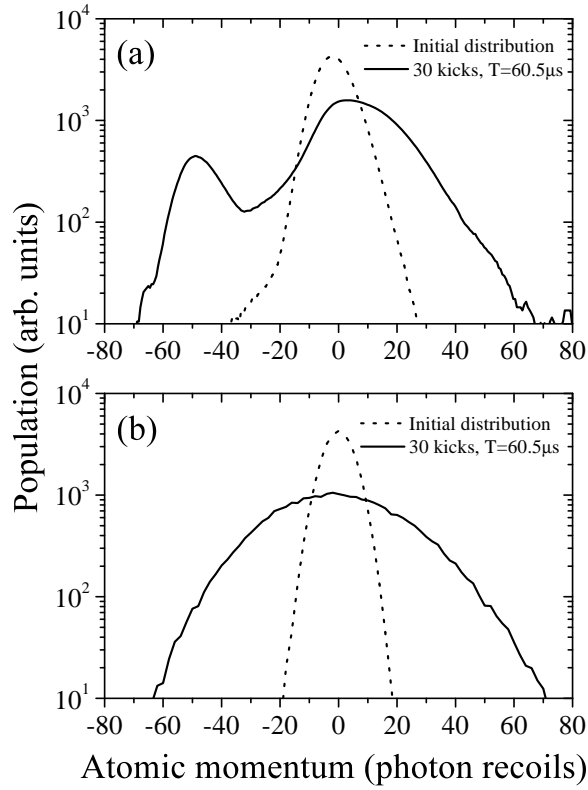 (a)
Initial distribution
30 kicks, T=60.5μs
10^4
10^3
10^2
10^1
-80 -60 -40 -20 0 20 40 60 80
(b)
Initial distribution
30 kicks, T=60.5μs
10^4
10^3
10^2
10^1
-80 -60 -40 -20 0 20 40 60 80
Population (arb. units)
Atomic momentum (photon recoils)